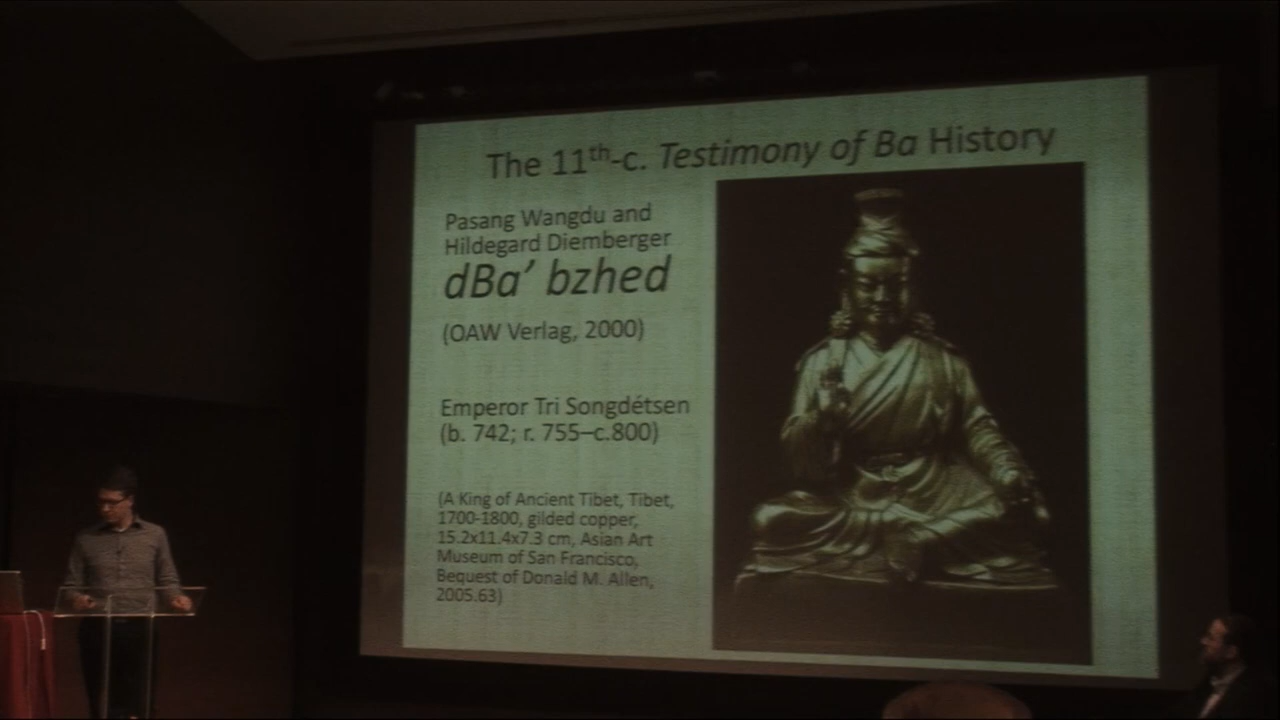 The 11th-c. Testimony of Ba History
Pasang Wangdu and
Hildegard Diemberger
dBa' bzhed
(OAW Verlag, 2000)
Emperor Tri Songdétsen
(b. 742; r. 755–c.800)
(A King of Ancient Tibet, Tibet,
1700-1800, gilded copper,
15.2x11.4x7.3 cm, Asian Art
Museum of San Francisco,
Bequest of Donald M. Allen,
2005.63)